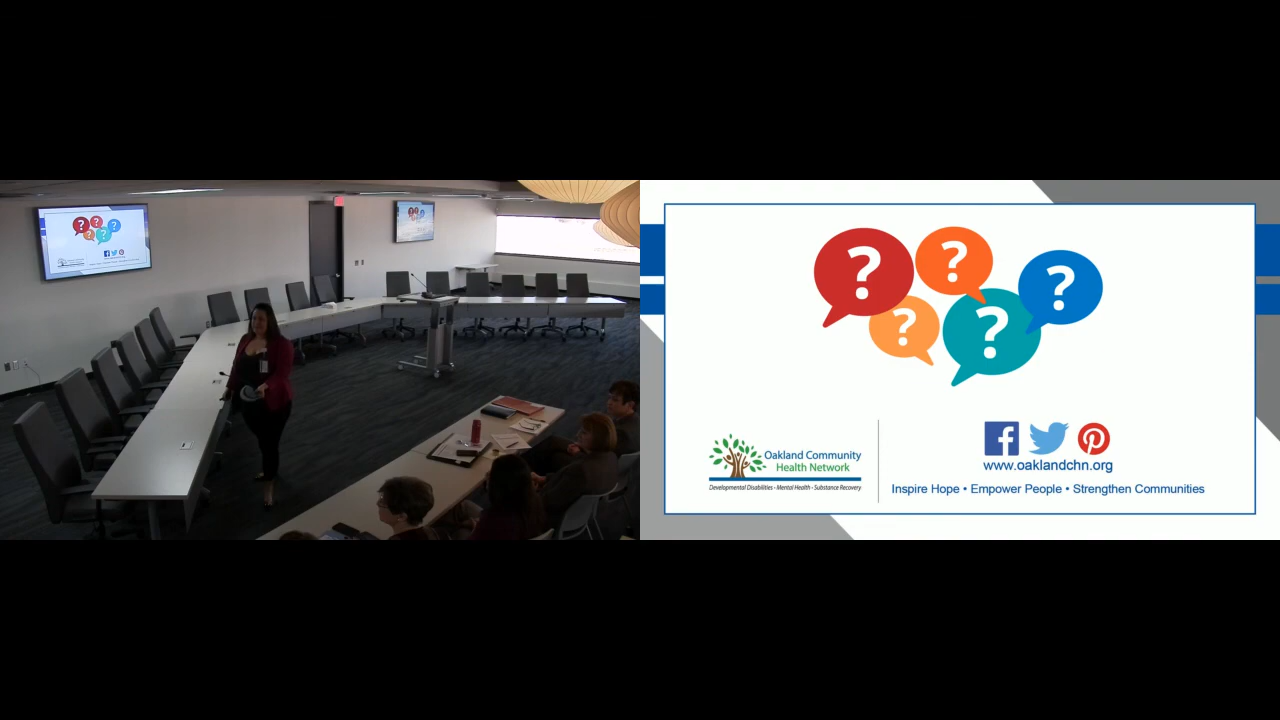 ? ? ?
? ?
Oakland Community
Health Network
Developmental Disabilities - Mental Health - Substance Recovery
www.oaklandchn.org
Inspire Hope • Empower People • Strengthen Communities